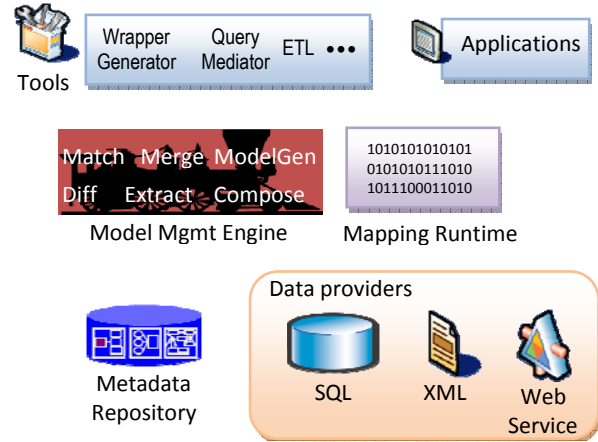 Wrapper Generator
Query Mediator
ETL •••
Applications
Tools
Match Merge ModelGen
Diff Extract Compose
1010101010101
0101010111010
1011100011010
Model Mgmt Engine
Mapping Runtime
Data providers
Metadata
Repository
SQL
XML
Web
Service